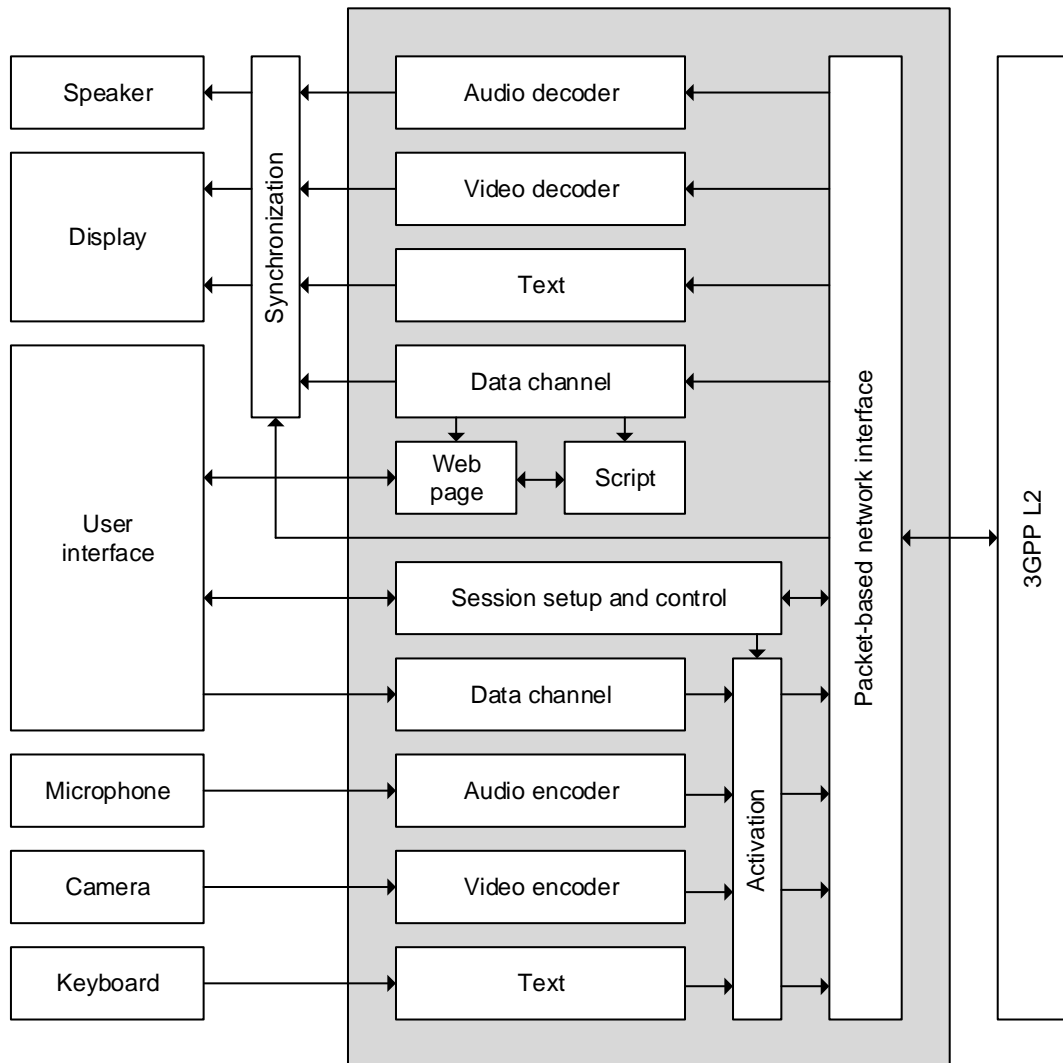 Speaker
Audio decoder
Video decoder
Display
Synchronization
Text
Data channel
Web
page
Script
User
interface
Packet-based network interface
3GPP L2
Session setup and control
Data channel
Microphone
Audio encoder
Activation
Camera
Video encoder
Keyboard
Text